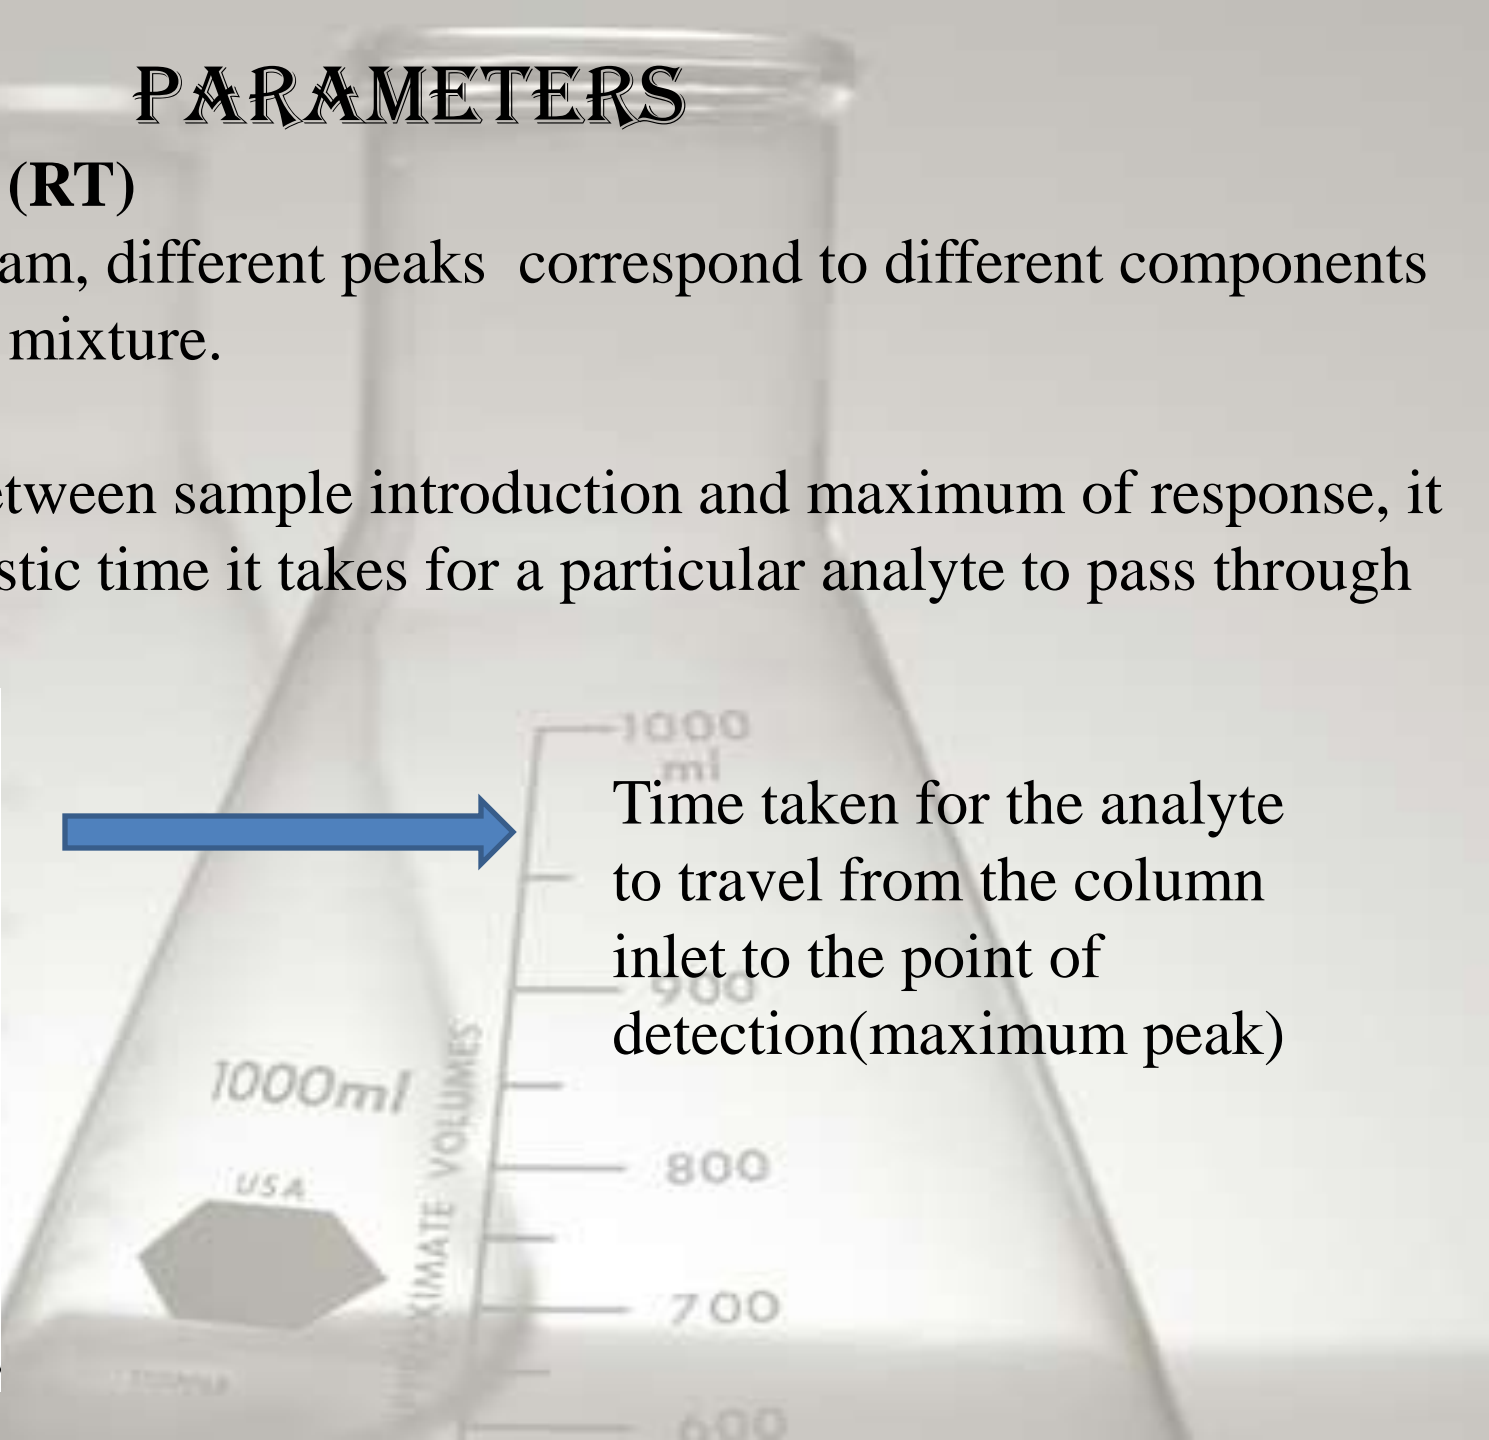 PARAMETERS
(RT)
am, different peaks  correspond to different components
mixture.
etween sample introduction and maximum of response, it
stic time it takes for a particular analyte to pass through
Time taken for the analyte
to travel from the column
inlet to the point of
detection(maximum peak)
1000
ml
900
800
700
600
1000ml
USA
VOLUMES